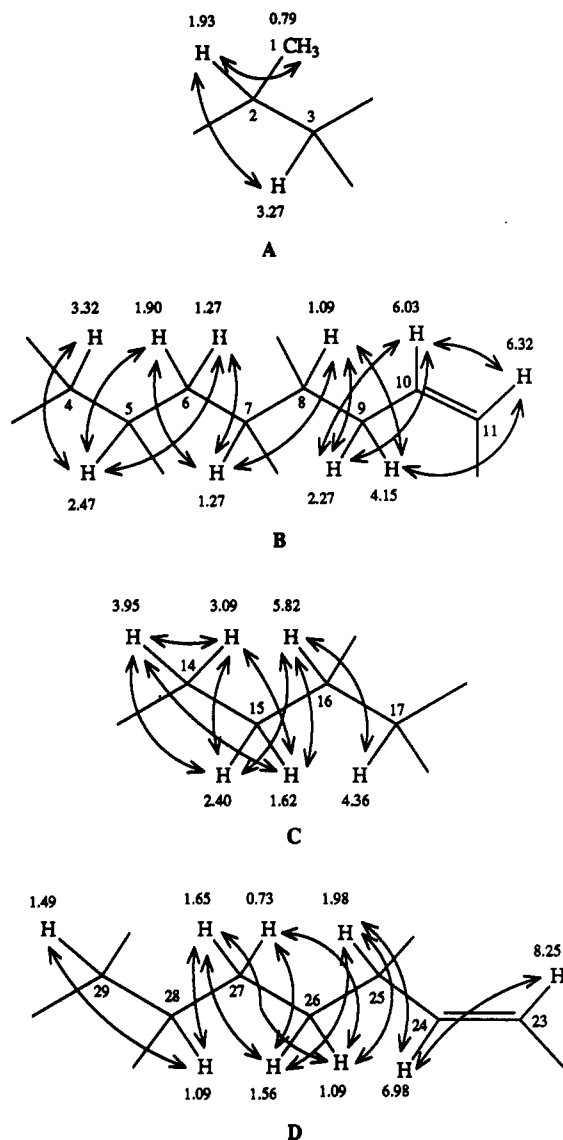 1.93 0.79
H 1 CH3
2 3
H
3.27
A
3.32 1.90 1.27 1.09 6.03
H H H H H 6.32
H
4 6 8 10
5 7 9 11
H H H H
2.47 1.27 2.27 4.15
B
3.95 3.09 5.82
H H H
14 16
15 17
H H H
2.40 1.62 4.36
C
1.49 1.65 0.73 1.98
H H H H 8.25
H
29 27 25
28 26 24 23
H H H H
1.09 1.56 1.09 6.98
D